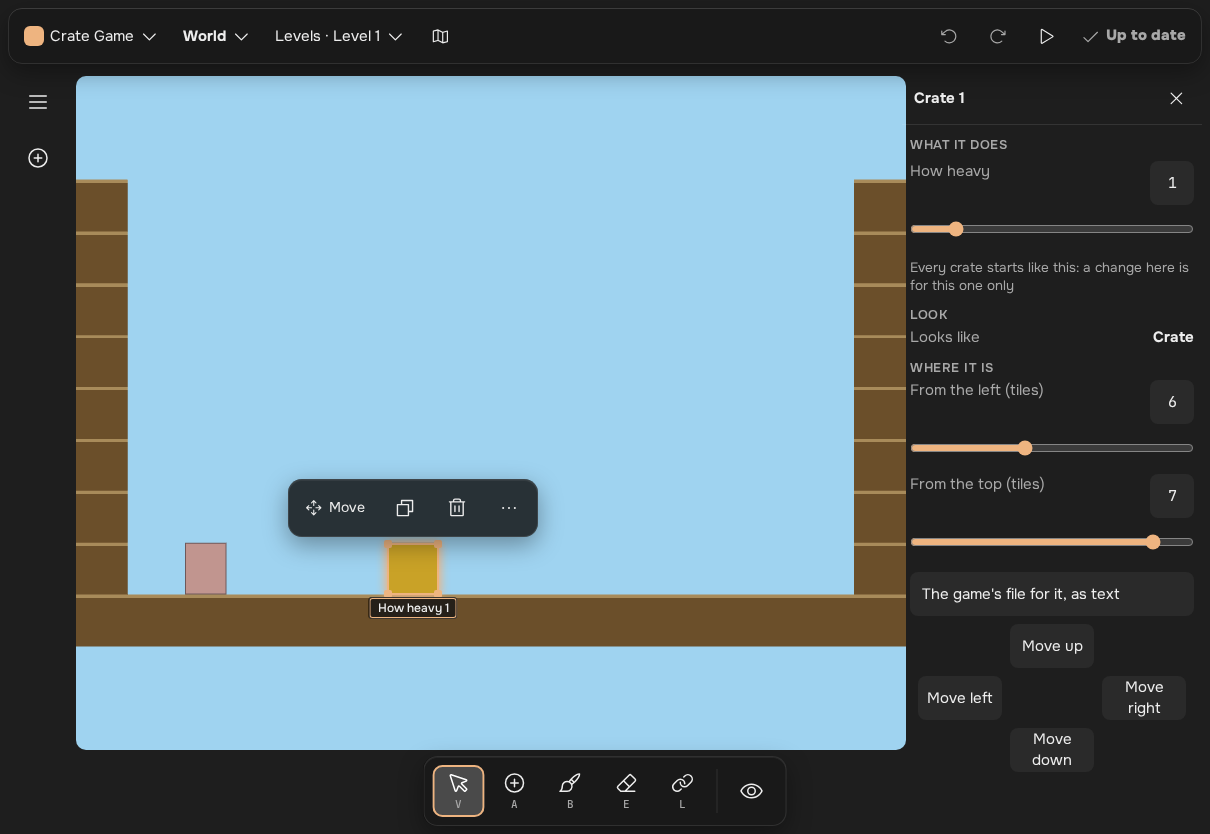 Crate Game
World
Levels · Level 1
Up to date
Crate 1
WHAT IT DOES
How heavy
1
Every crate starts like this: a change here is
for this one only
LOOK
Looks like
Crate
WHERE IT IS
From the left (tiles)
6
From the top (tiles)
7
The game's file for it, as text
Move up
Move left
Move
right
Move
down
Move
How heavy 1
V
A
B
E
L